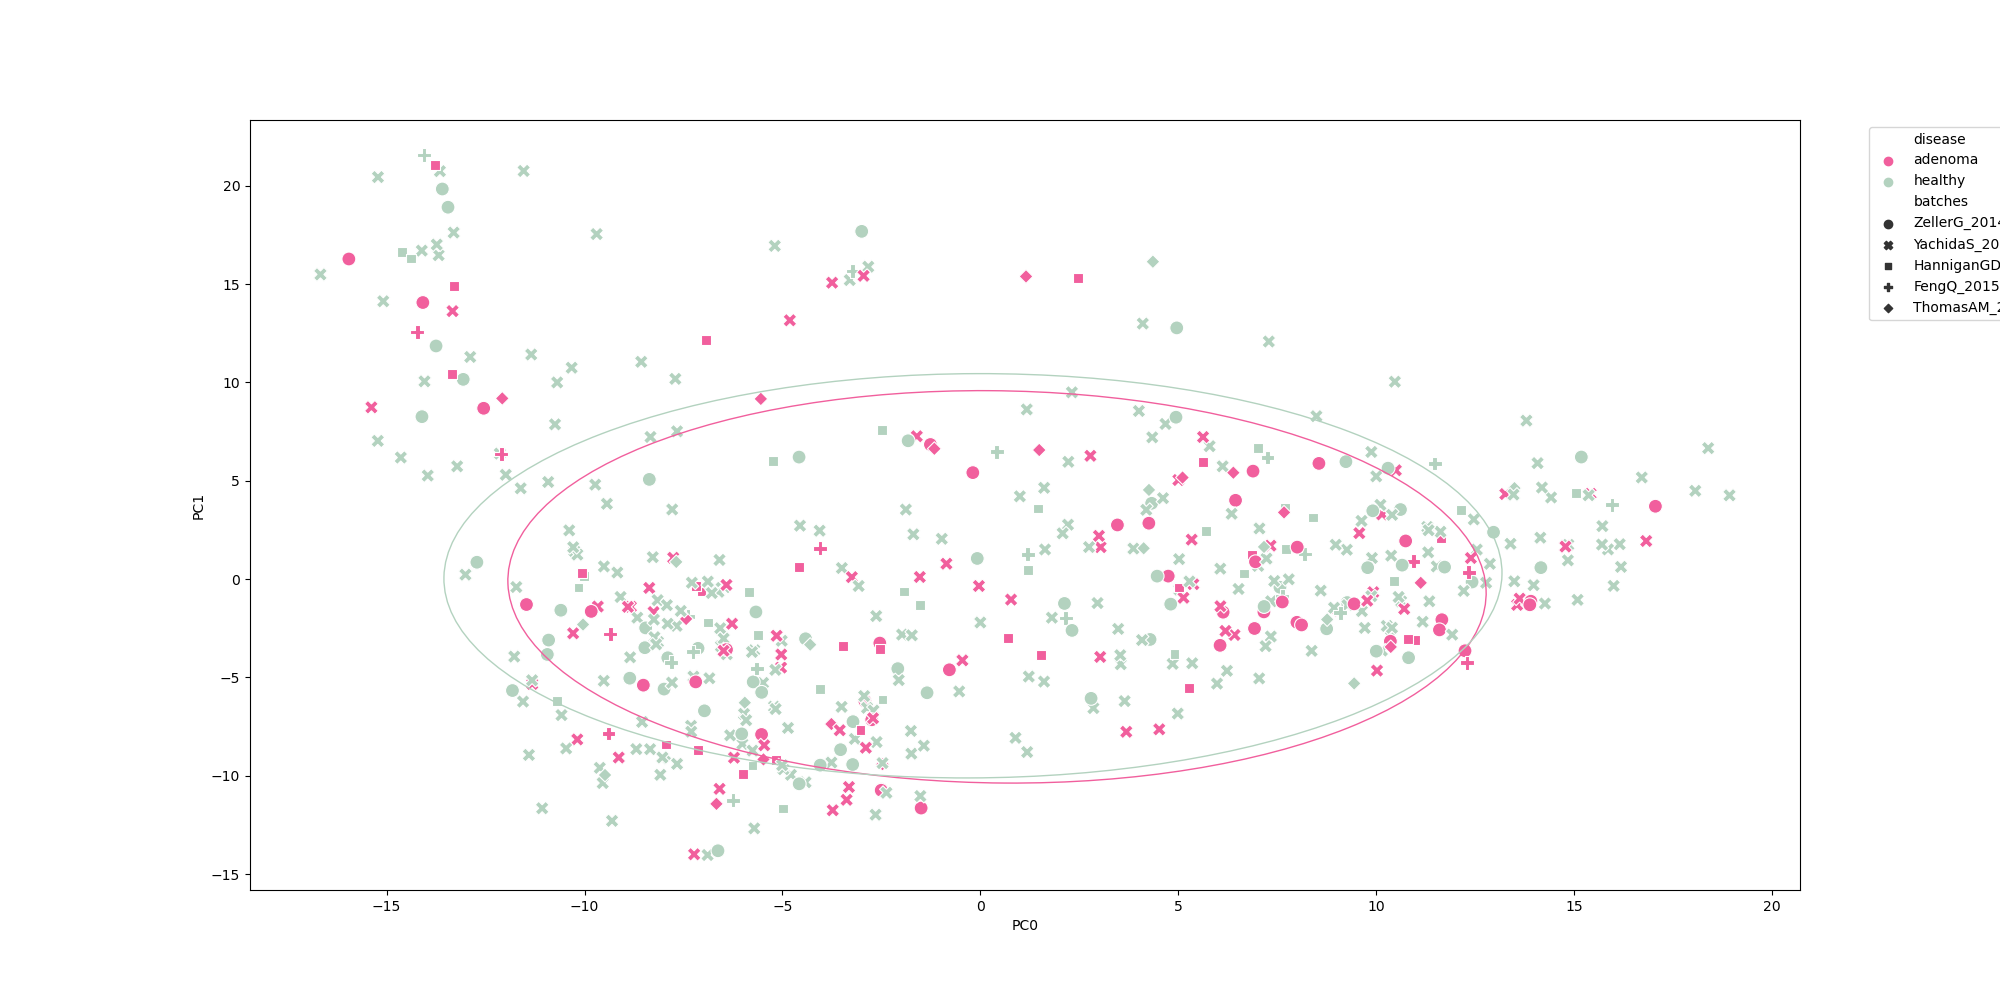 disease
adenoma
healthy
batches
ZellerG_2014
YachidaS_20
HanniganGD
FengQ_2015
ThomasAM_2
20
15
10
5
0
−5
−10
−15
PC1
−15 −10 −5 0 5 10 15 20
PC0